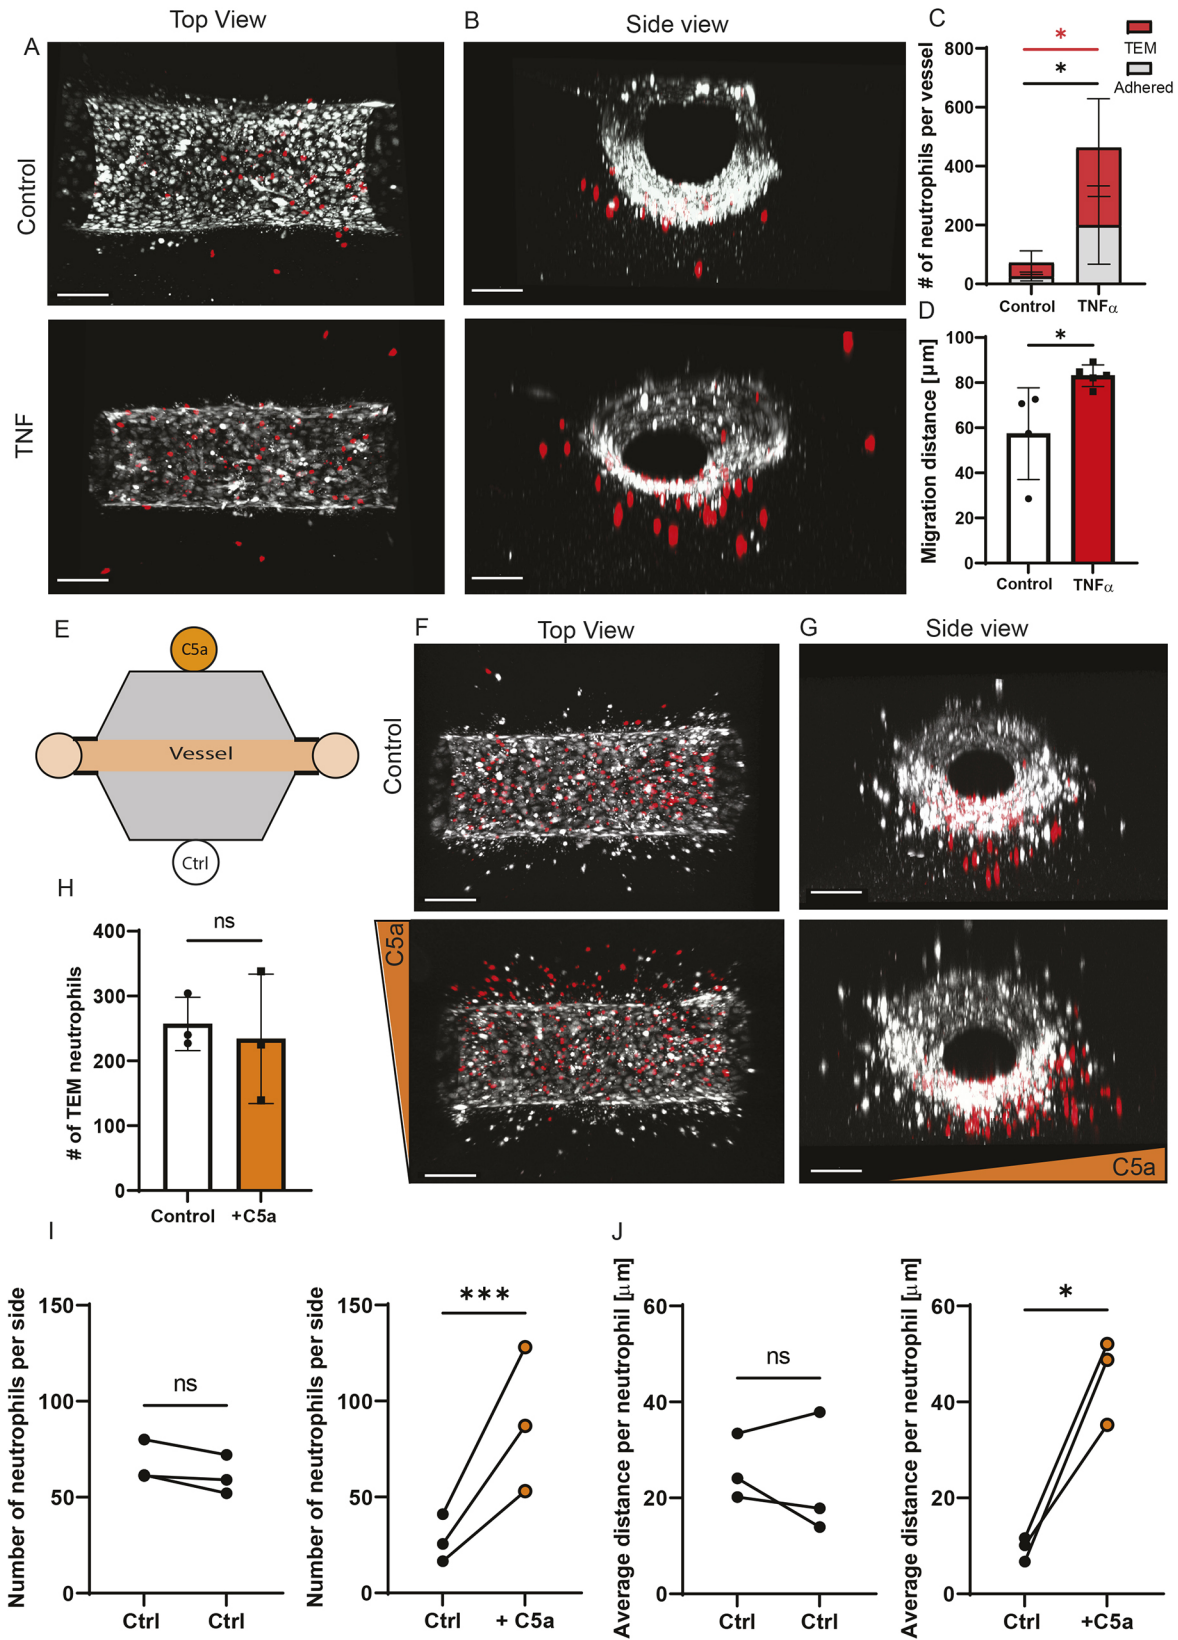 Top View
Side view
A
B
C
Control
TNF
# of neutrophils per vessel
800
600
400
200
0
*
*
TEM
Adhered
Control
TNFα
D
Migration distance [µm]
100
80
60
40
20
0
*
Control
TNFα
E
C5a
Vessel
Ctrl
F
Top View
G
Side view
Control
C5a
C5a
H
# of TEM neutrophils
400
300
200
100
0
ns
Control
+C5a
I
Number of neutrophils per side
150
100
50
0
ns
Ctrl
Ctrl
Number of neutrophils per side
150
100
50
0
***
Ctrl
+ C5a
J
Average distance per neutrophil [µm]
60
40
20
0
ns
Ctrl
Ctrl
Average distance per neutrophil [µm]
60
40
20
0
*
Ctrl
+C5a